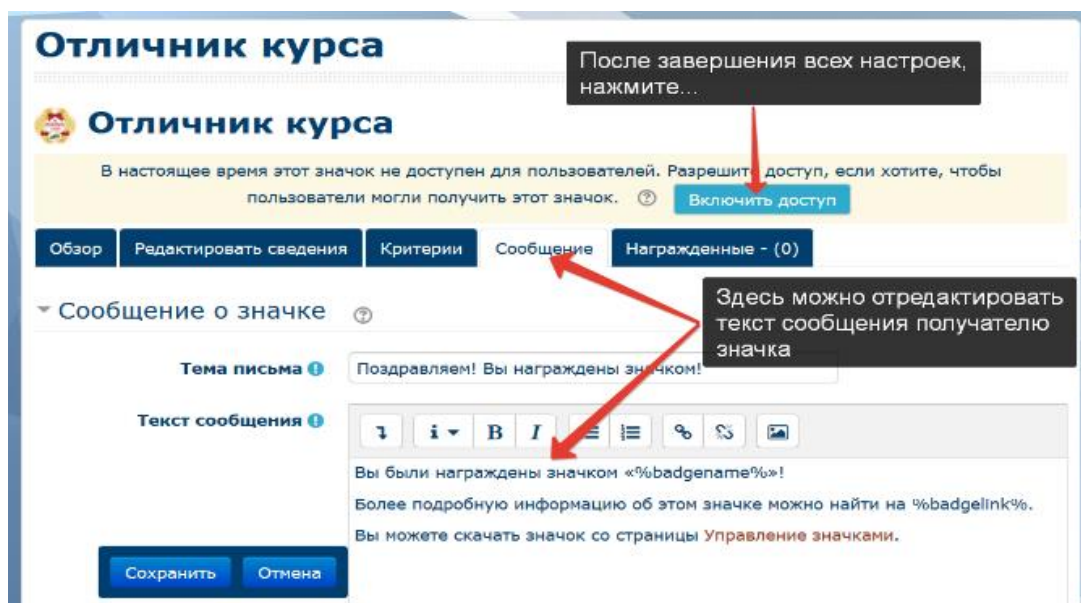 Отличник курса
После завершения всех настроек,
нажмите...
Отличник курса
В настоящее время этот значок не доступен для пользователей. Разрешите доступ, если хотите, чтобы
пользователи могли получить этот значок. Включить доступ
Обзор Редактировать сведения Критерии Сообщение Награжденные - (0)
Здесь можно отредактировать
текст сообщения получателю
значка
Сообщение о значке
Тема письма Поздравляем! Вы награждены значком!
Текст сообщения
i B I
Вы были награждены значком «%badgename%»!
Более подробную информацию об этом значке можно найти на %badgelink%.
Вы можете скачать значок со страницы Управление значками.
Сохранить Отмена